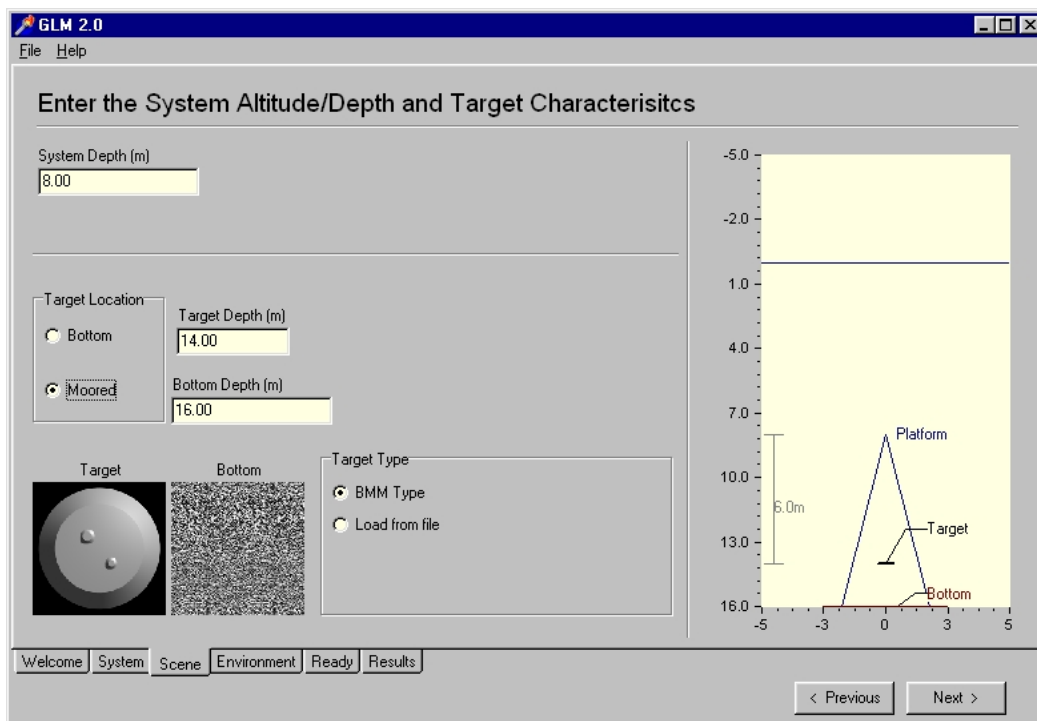 GLM 2.0
File Help
Enter the System Altitude/Depth and Target Characterisitcs
System Depth (m)
8.00
Target Location
Bottom
Moored
Target Depth (m)
14.00
Bottom Depth (m)
16.00
Target
Bottom
Target Type
BMM Type
Load from file
-5.0
-2.0
1.0
4.0
7.0
10.0
13.0
16.0
Platform
6.0m
Target
Bottom
-5 -3 0 3 5
Welcome System Scene Environment Ready Results
< Previous Next >